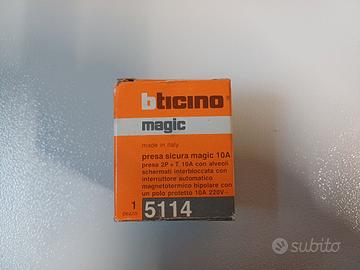 bticino
magic
made in italy
presa sicura magic 10A
presa 2P + T 10A con alveoli
schermati interbloccata con
interruttore automatico
magnetotermico bipolare con
un polo protetto 10A 220V~
1
pezzo
5114
subito